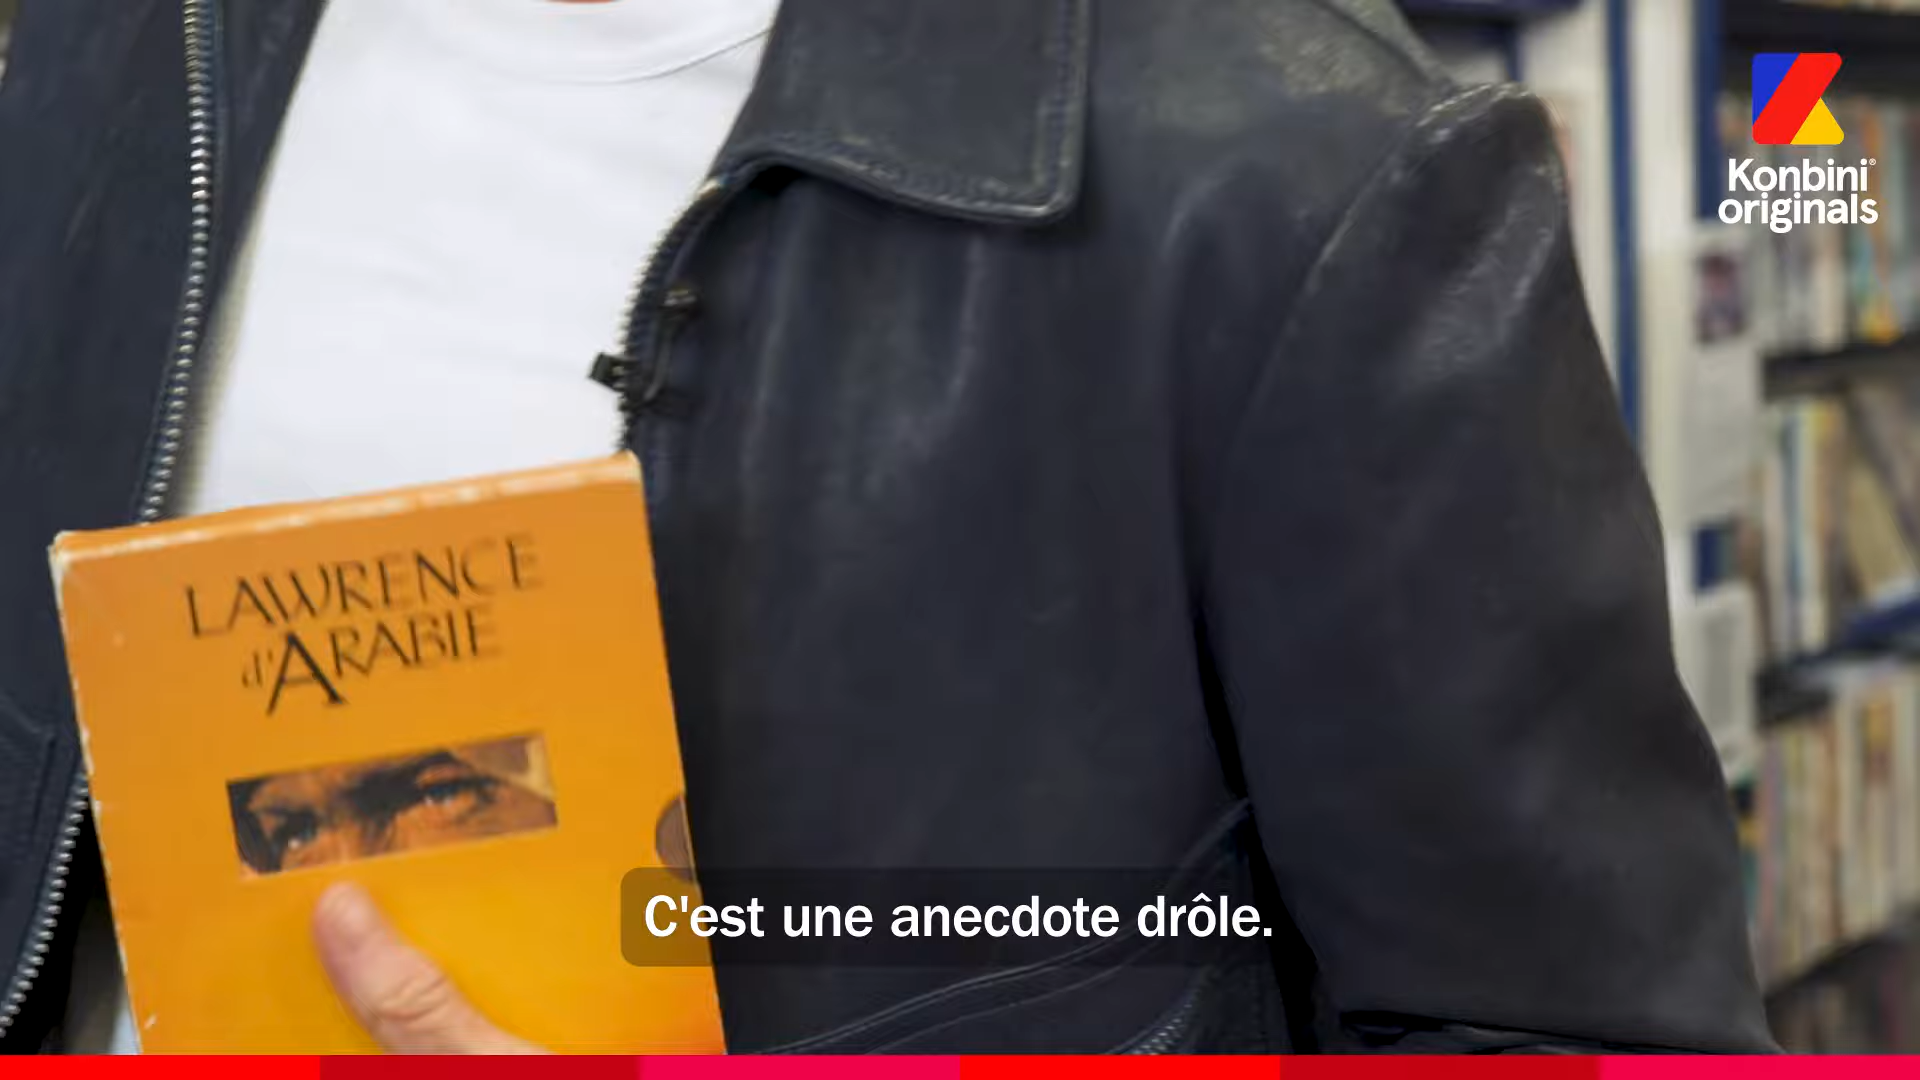 Konbini®
originals
LAWRENCE
d'ARABIE
C'est une anecdote drôle.